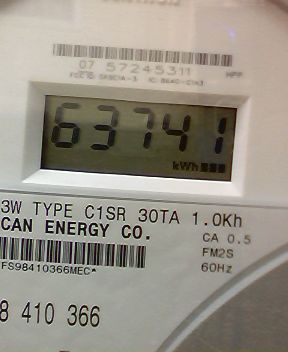 07 57245311 HPP
63741
kWh
3W TYPE C1SR 30TA 1.0Kh
CAN ENERGY CO. CA 0.5
FM2S
FS98410366MEC* 60Hz
8 410 366